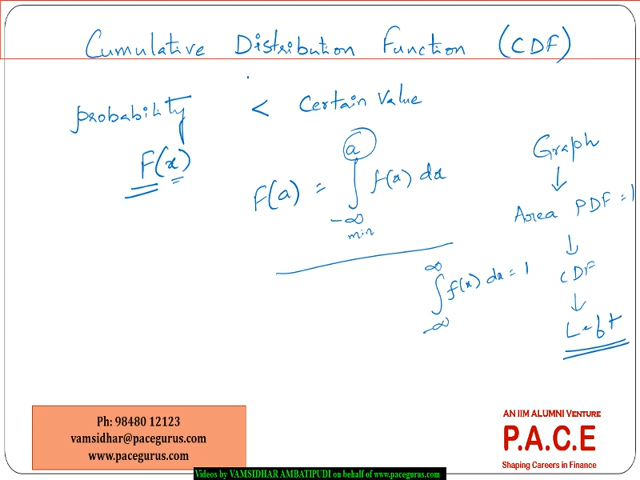 Cumulative Distribution Function (CDF)
probability < Certain Value
F(x)
F(a) = ∫ f(x) dx
a
-∞
min
∞
∫ f(x) dx = 1
-∞
Graph
↓
Area PDF = 1
↓
CDF
↓
Left
Ph: 98480 12123
vamsidhar@pacegurus.com
www.pacegurus.com
AN IIM ALUMNI VENTURE
P.A.C.E
Shaping Careers in Finance
Videos by VAMSIDHAR AMBATIPUDI on behalf of www.pacegurus.com